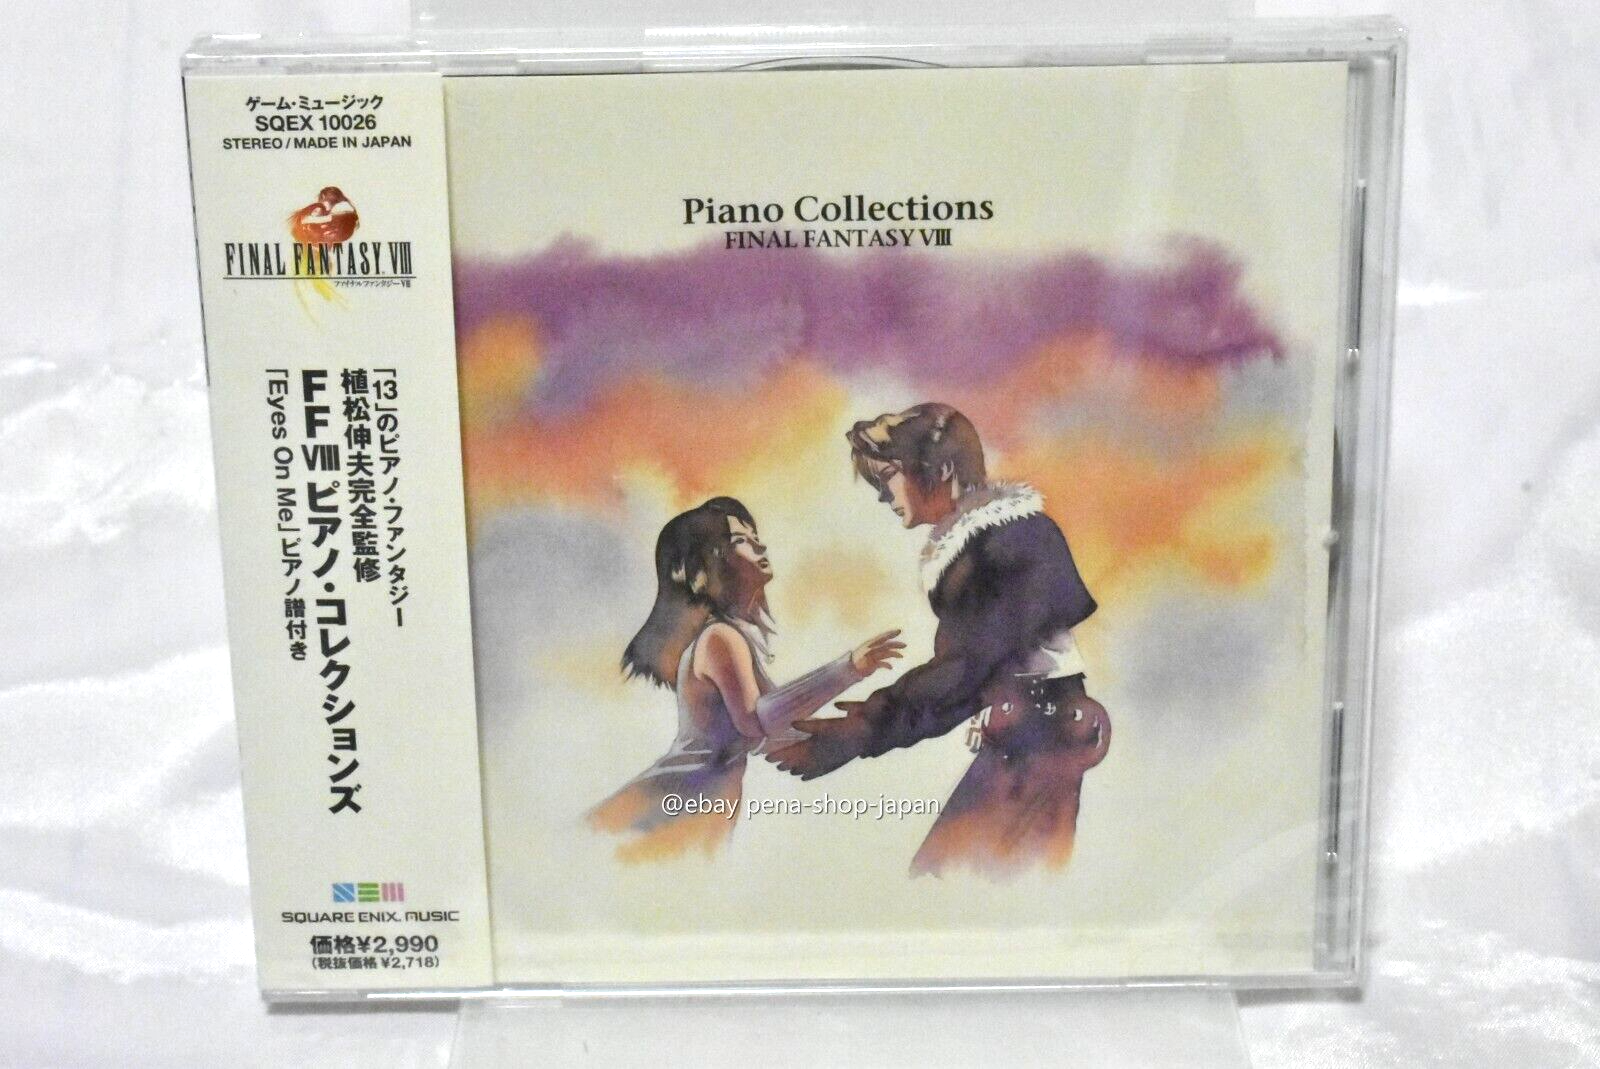 ゲーム・ミュージック
SQEX 10026
STEREO/MADE IN JAPAN
FINAL FANTASY VIII
ファイナルファンタジーVIII
「13」のピアノ・ファンタジー
植松伸夫完全監修
FFVIII ピアノ・コレクションズ
「Eyes On Me」ピアノ譜付き
SQUARE ENIX. MUSIC
価格¥2,990
(税抜価格¥2,718)
Piano Collections
FINAL FANTASY VIII
@ebay pena-shop-japan